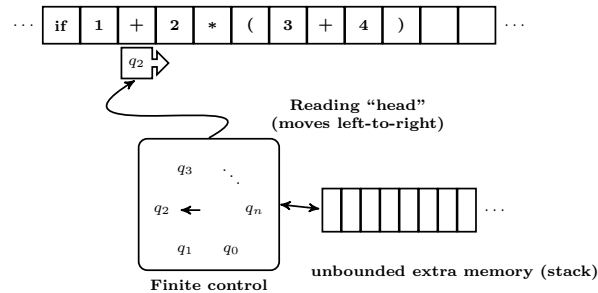 ··· if 1 + 2 * ( 3 + 4 ) ···
q₂
Reading “head”
(moves left-to-right)
q₃ ⋱
q₂ qₙ ···
q₁ q₀
unbounded extra memory (stack)
Finite control